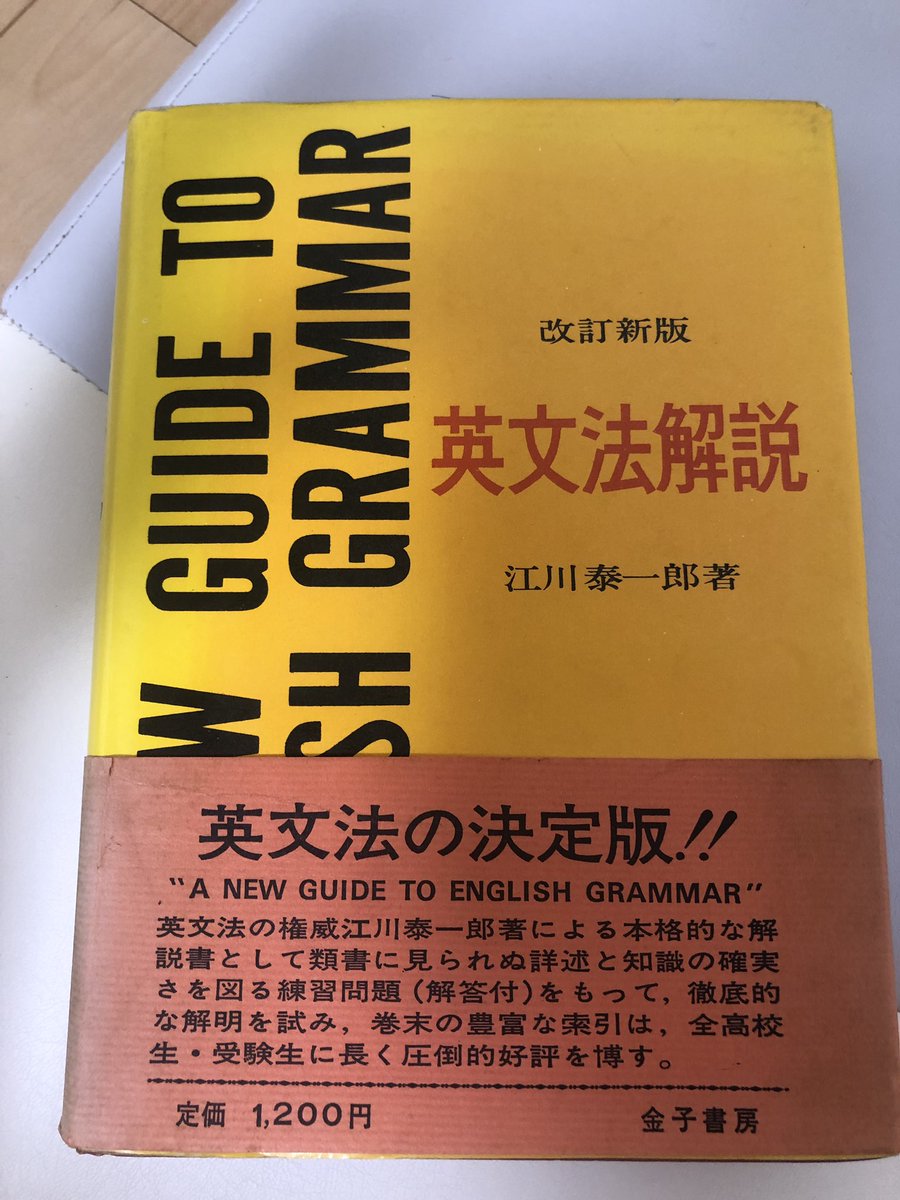 W GUIDE TO
SH GRAMMAR
改訂新版
英文法解説
江川泰一郎著
英文法の決定版!!
"A NEW GUIDE TO ENGLISH GRAMMAR"
英文法の権威江川泰一郎著による本格的な解
説書として類書に見られぬ詳述と知識の確実
さを図る練習問題(解答付)をもって，徹底的
な解明を試み，巻末の豊富な索引は，全高校
生・受験生に長く圧倒的好評を博す。
定価 1,200円
金子書房